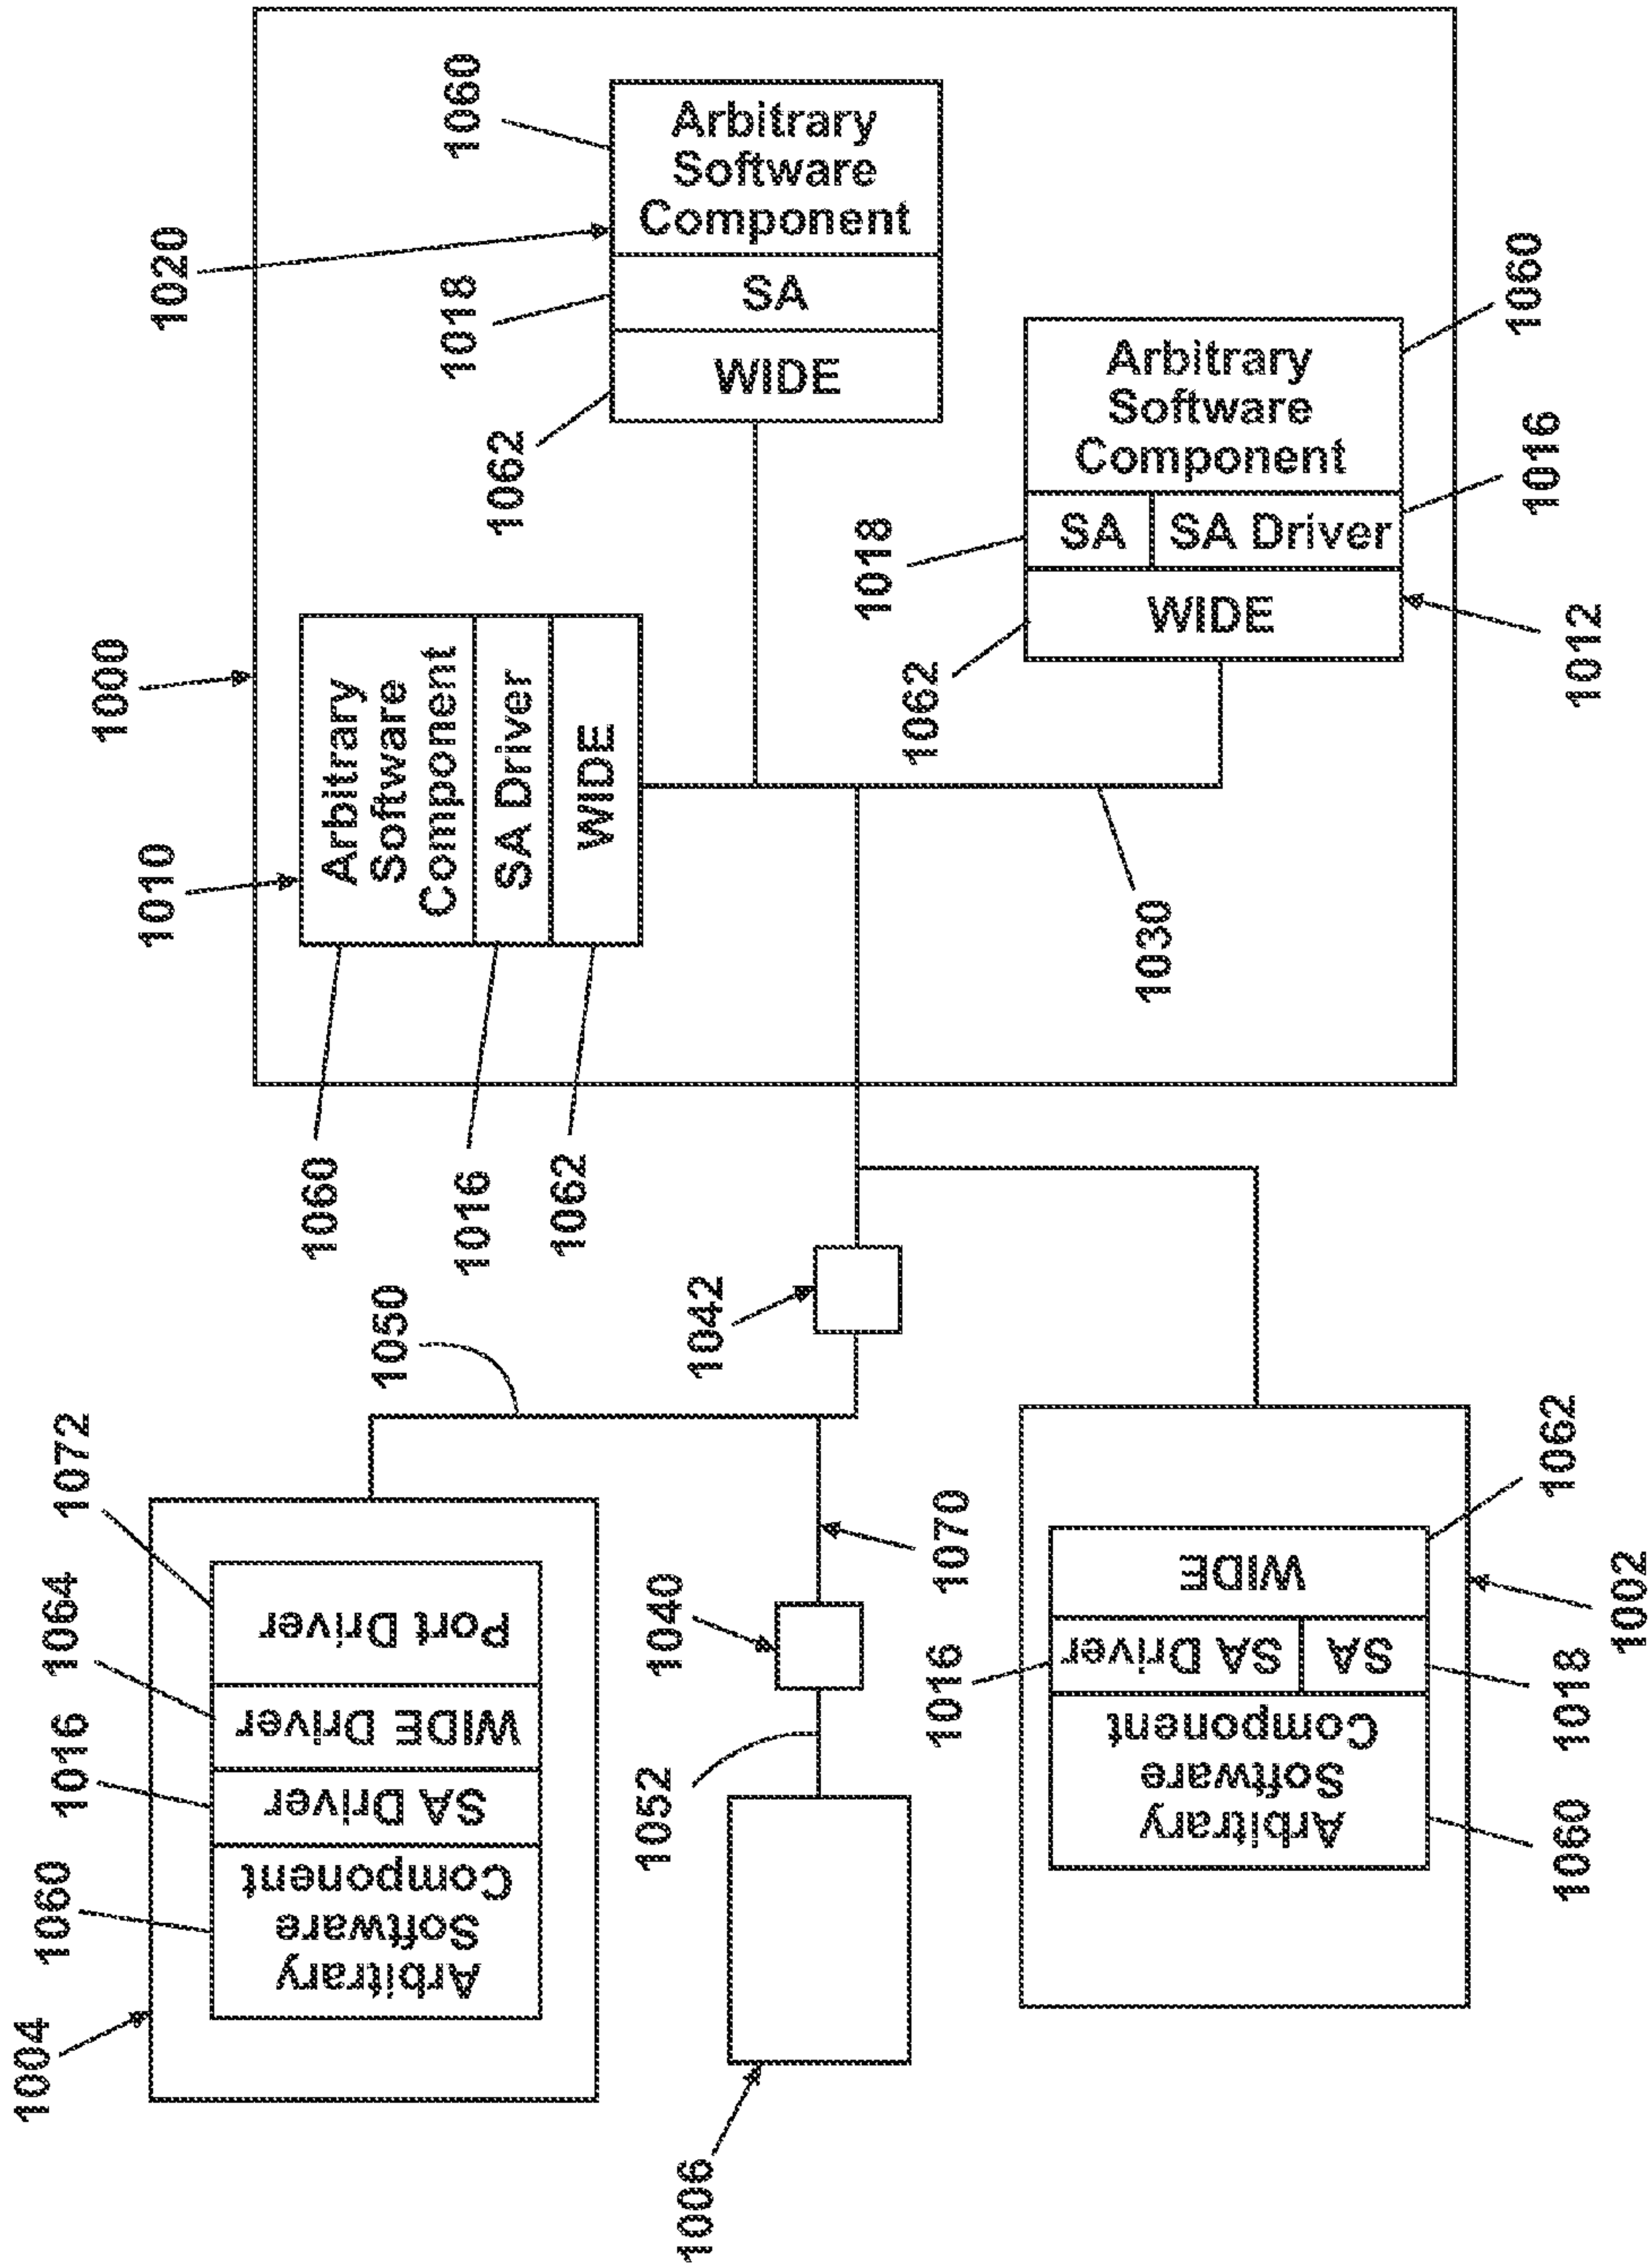 1000
1010
Arbitrary
Software
Component
SA Driver
WIDE
1060
1016
1062
1020
1060
1018
1062
Arbitrary
Software
Component
SA
WIDE
1018
1062
Arbitrary
Software
Component
SA
SA Driver
WIDE
1060
1016
1012
1030
1042
1050
1004
1060
1016
1064
1072
Arbitrary
Software
Component
SA Driver
WIDE Driver
Port Driver
1006
1052
1040
1070
1016
WIDE
SA Driver
SA
Arbitrary
Software
Component
1062
1002
1018
1060